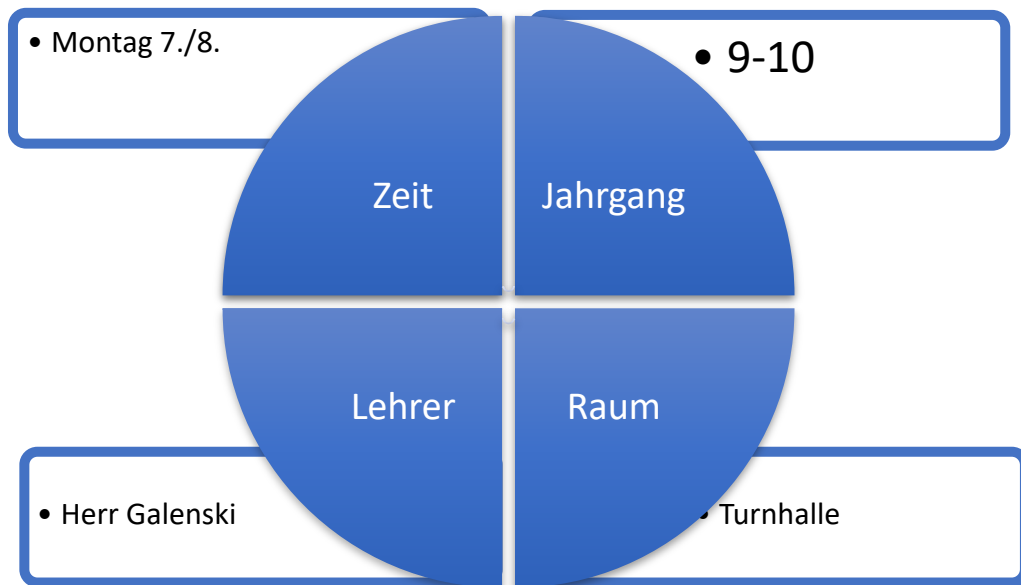 • Montag 7./8.
• 9-10
Zeit
Jahrgang
Lehrer
Raum
• Herr Galenski
• Turnhalle